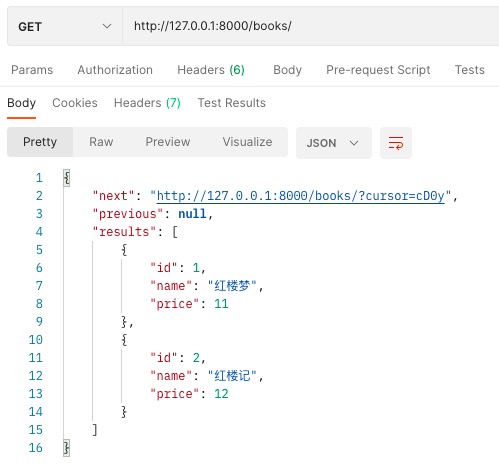 GET http://127.0.0.1:8000/books/
Params Authorization Headers (6) Body Pre-request Script Tests
Body Cookies Headers (7) Test Results
Pretty Raw Preview Visualize JSON
1 {
2 "next": "http://127.0.0.1:8000/books/?cursor=cD0y",
3 "previous": null,
4 "results": [
5 {
6 "id": 1,
7 "name": "红楼梦",
8 "price": 11
9 },
10 {
11 "id": 2,
12 "name": "红楼记",
13 "price": 12
14 }
15 ]
16 }